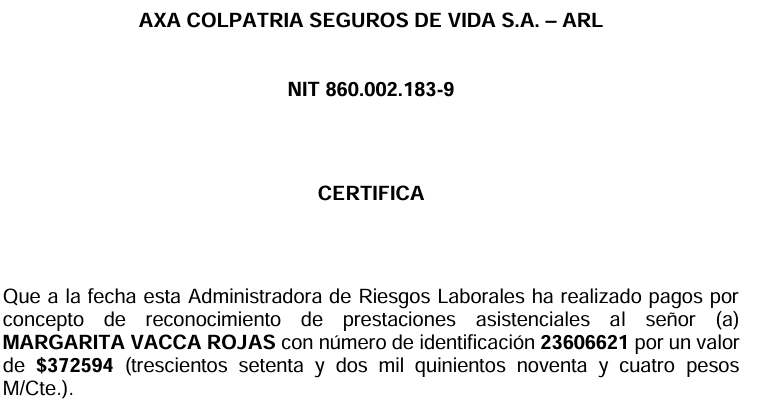 AXA COLPATRIA SEGUROS DE VIDA S.A. – ARL
NIT 860.002.183-9
CERTIFICA
Que a la fecha esta Administradora de Riesgos Laborales ha realizado pagos por
concepto de reconocimiento de prestaciones asistenciales al señor (a)
MARGARITA VACCA ROJAS con número de identificación 23606621 por un valor
de $372594 (trescientos setenta y dos mil quinientos noventa y cuatro pesos
M/Cte.).